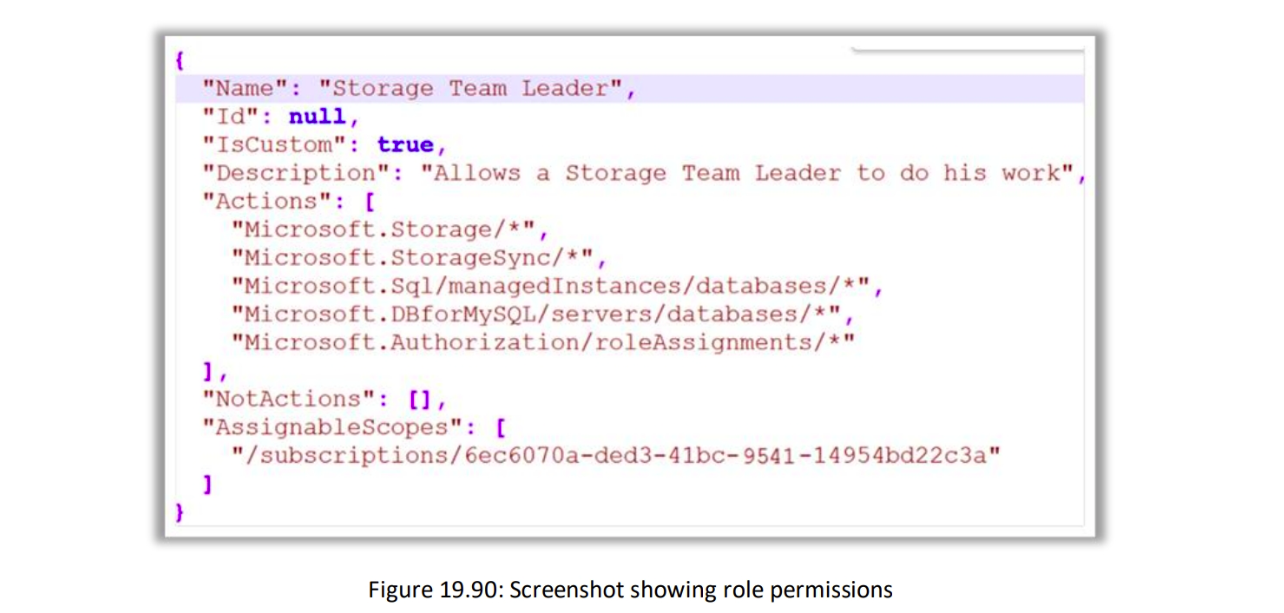 {
"Name": "Storage Team Leader",
"Id": null,
"IsCustom": true,
"Description": "Allows a Storage Team Leader to do his work",
"Actions": [
"Microsoft.Storage/*",
"Microsoft.StorageSync/*",
"Microsoft.Sql/managedInstances/databases/*",
"Microsoft.DBforMySQL/servers/databases/*",
"Microsoft.Authorization/roleAssignments/*"
],
"NotActions": [],
"AssignableScopes": [
"/subscriptions/6ec6070a-ded3-41bc-9541-14954bd22c3a"
]
}
Figure 19.90: Screenshot showing role permissions